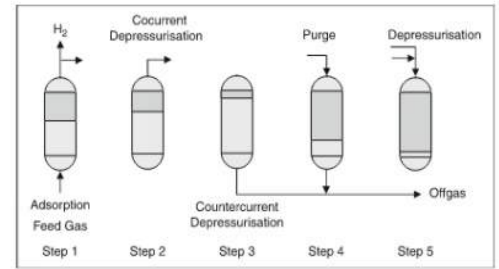 H2
Cocurrent
Depressurisation
Purge
Depressurisation
Adsorption
Feed Gas
Countercurrent
Depressurisation
Offgas
Step 1
Step 2
Step 3
Step 4
Step 5